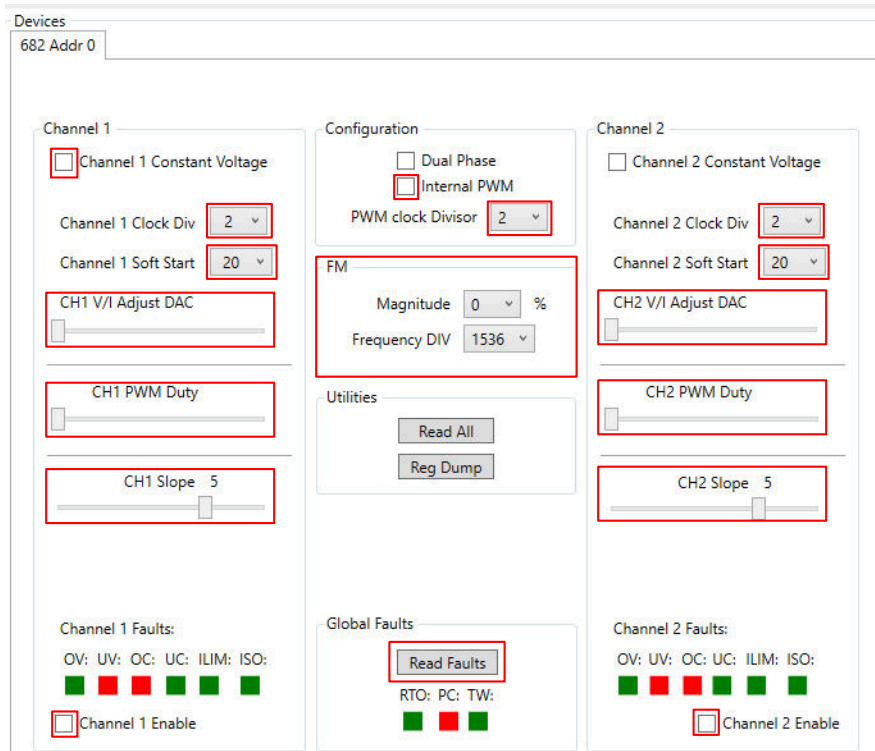 Devices
682 Addr 0
Channel 1
Channel 1 Constant Voltage
Channel 1 Clock Div 2
Channel 1 Soft Start 20
CH1 V/I Adjust DAC
CH1 PWM Duty
CH1 Slope 5
Channel 1 Faults:
OV: UV: OC: UC: ILIM: ISO:
Channel 1 Enable
Configuration
Dual Phase
Internal PWM
PWM clock Divisor 2
FM
Magnitude 0 %
Frequency DIV 1536
Utilities
Read All
Reg Dump
Global Faults
Read Faults
RTO: PC: TW:
Channel 2
Channel 2 Constant Voltage
Channel 2 Clock Div 2
Channel 2 Soft Start 20
CH2 V/I Adjust DAC
CH2 PWM Duty
CH2 Slope 5
Channel 2 Faults:
OV: UV: OC: UC: ILIM: ISO:
Channel 2 Enable